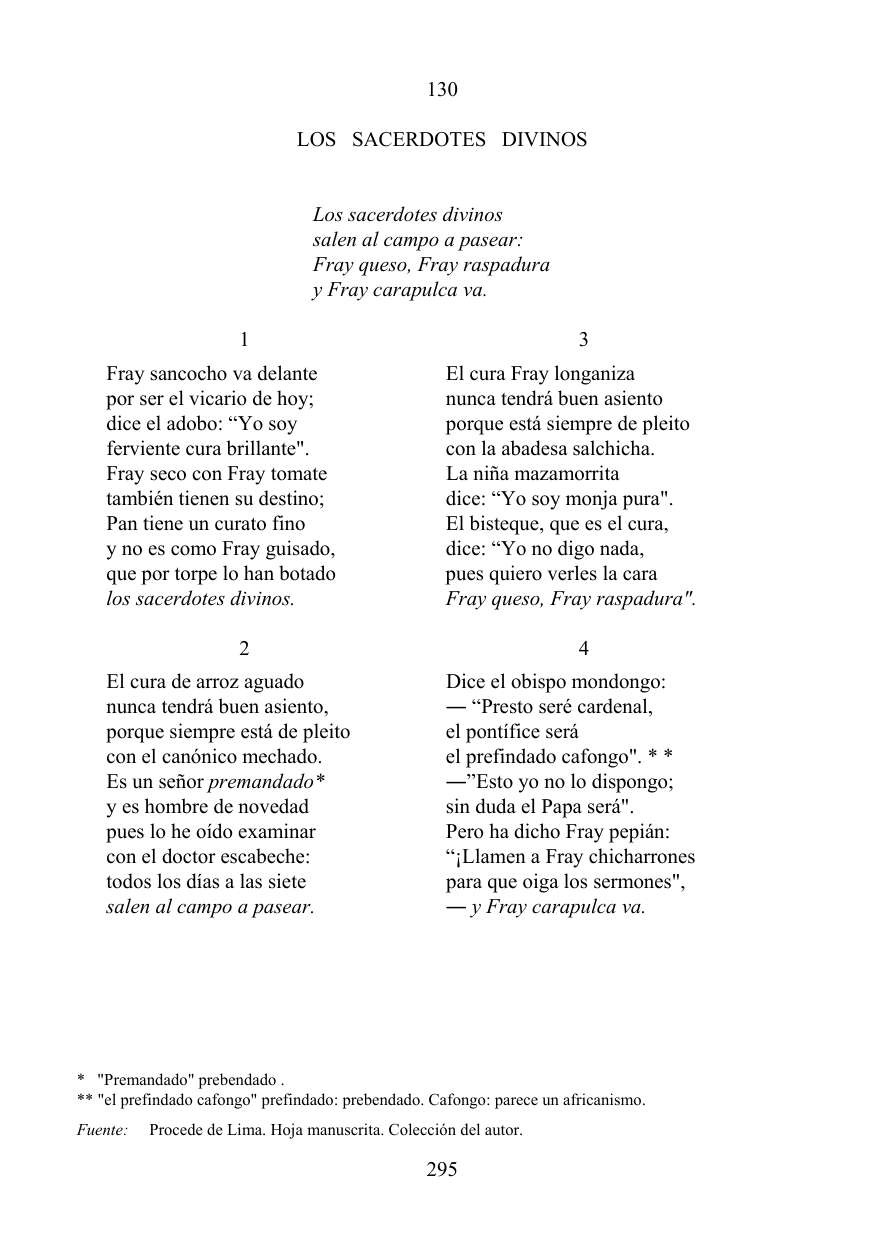 130
LOS SACERDOTES DIVINOS
Los sacerdotes divinos
salen al campo a pasear:
Fray queso, Fray raspadura
y Fray carapulca va.
1
Fray sancocho va delante
por ser el vicario de hoy;
dice el adobo: “Yo soy
ferviente cura brillante".
Fray seco con Fray tomate
también tienen su destino;
Pan tiene un curato fino
y no es como Fray guisado,
que por torpe lo han botado
los sacerdotes divinos.
2
El cura de arroz aguado
nunca tendrá buen asiento,
porque siempre está de pleito
con el canónico mechado.
Es un señor premandado*
y es hombre de novedad
pues lo he oído examinar
con el doctor escabeche:
todos los días a las siete
salen al campo a pasear.
3
El cura Fray longaniza
nunca tendrá buen asiento
porque está siempre de pleito
con la abadesa salchicha.
La niña mazamorrita
dice: “Yo soy monja pura".
El bisteque, que es el cura,
dice: “Yo no digo nada,
pues quiero verles la cara
Fray queso, Fray raspadura".
4
Dice el obispo mondongo:
— “Presto seré cardenal,
el pontífice será
el prefindado cafongo". * *
—”Esto yo no lo dispongo;
sin duda el Papa será".
Pero ha dicho Fray pepián:
“¡Llamen a Fray chicharrones
para que oiga los sermones",
— y Fray carapulca va.
* "Premandado" prebendado .
** "el prefindado cafongo" prefindado: prebendado. Cafongo: parece un africanismo.
Fuente: Procede de Lima. Hoja manuscrita. Colección del autor.
295